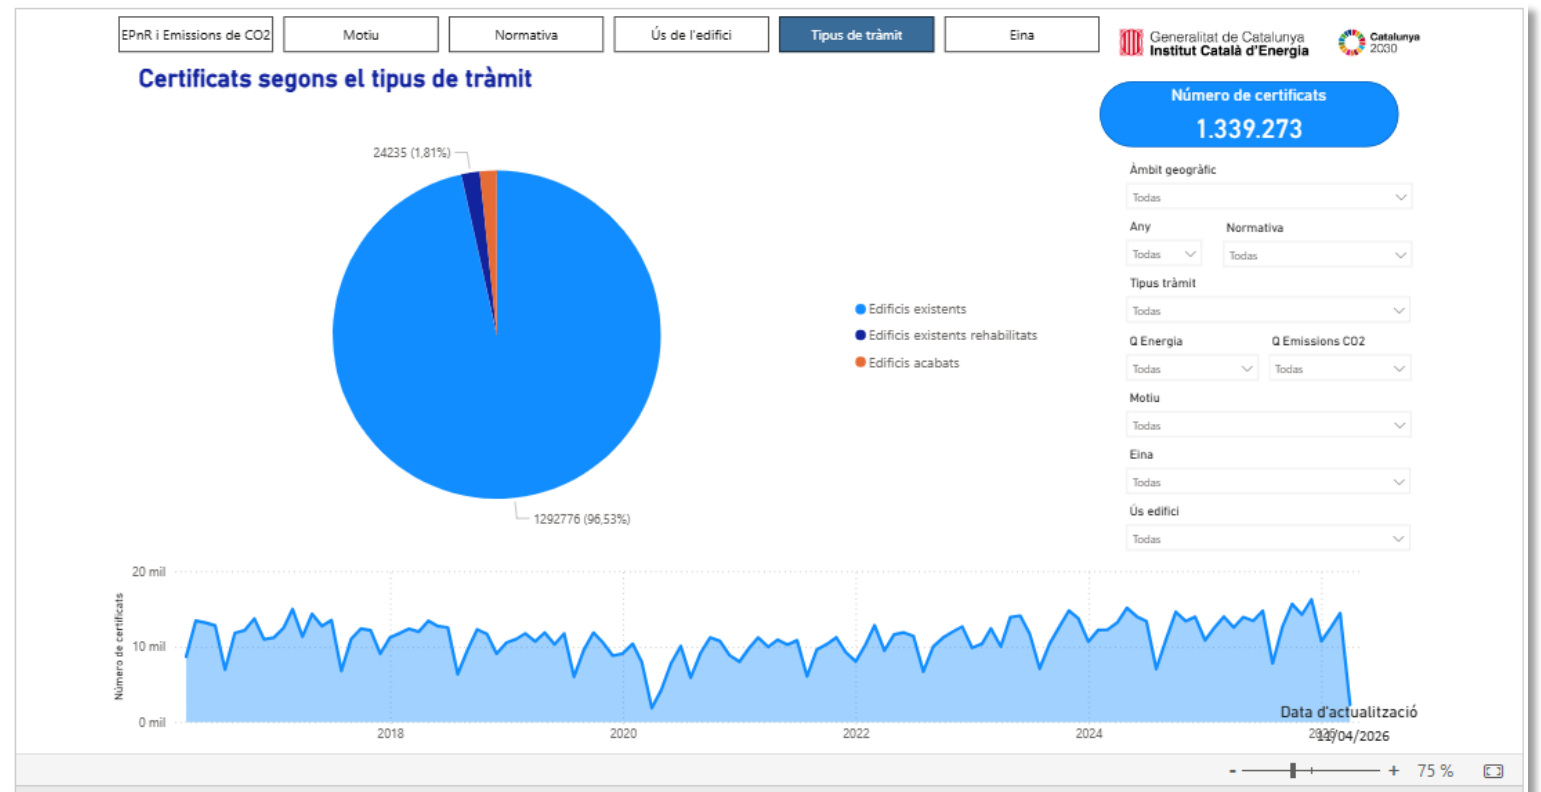 EPnR i Emissions de CO2
Motiu
Normativa
Ús de l'edifici
Tipus de tràmit
Eina
Generalitat de Catalunya
Institut Català d'Energia
Catalunya
2030
Certificats segons el tipus de tràmit
Número de certificats
1.339.273
24235 (1,81%)
1292776 (96,53%)
Edificis existents
Edificis existents rehabilitats
Edificis acabats
Àmbit geogràfic
Todas
Any
Normativa
Todas
Todas
Tipus tràmit
Todas
Q Energia
Q Emissions CO2
Todas
Todas
Motiu
Todas
Eina
Todas
Ús edifici
Todas
Número de certificats
20 mil
10 mil
0 mil
2018
2020
2022
2024
2026
Data d'actualització
11/04/2026
- + 75 %